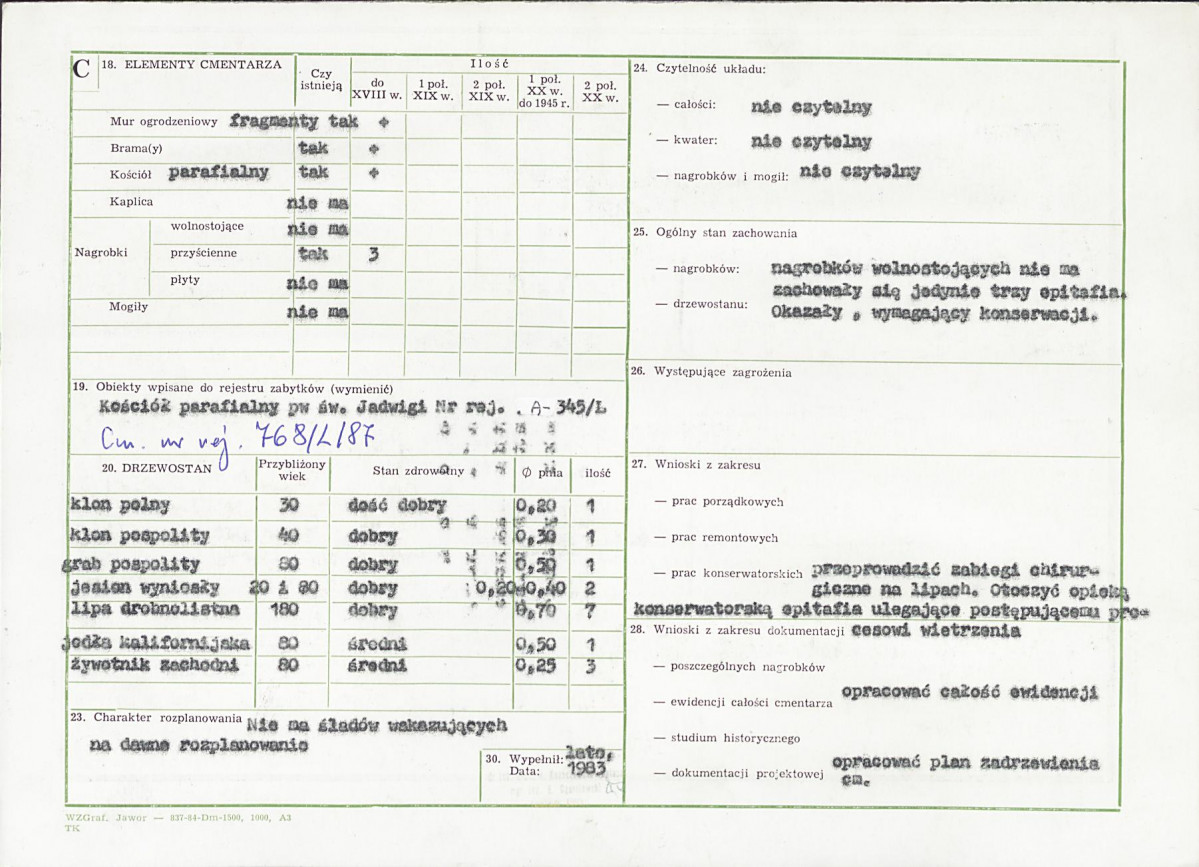 C
18. ELEMENTY CMENTARZA
Czy istnieją
Ilość
do XVIII w.
1 poł. XIX w.
2 poł. XIX w.
1 poł. XX w. do 1945 r.
2 poł. XX w.
Mur ogrodzeniowy fragmenty tak +
Brama(y) tak +
Kościół parafialny tak +
Kaplica nie ma
Nagrobki
wolnostojące nie ma
przyścienne tak 3
płyty nie ma
Mogiły nie ma
19. Obiekty wpisane do rejestru zabytków (wymienić)
Kościół parafialny pw św. Jadwigi Nr rej. . A-345/L
Cm. nr rej. 768/L/87
20. DRZEWOSTAN Przybliżony wiek Stan zdrowotny Ø pnia ilość
klon polny 30 dość dobry 0,20 1
klon pospolity 40 dobry 0,30 1
grab pospolity 80 dobry 0,50 1
jesion wyniosły 20 i 80 dobry 0,20-0,40 2
lipa drobnolistna 180 dobry 0,70 7
jodła kalifornijska 80 średni 0,50 1
żywotnik zachodni 80 średni 0,25 3
23. Charakter rozplanowania Nie ma śladów wskazujących
na dawne rozplanowanie
30. Wypełnił: lato,
Data: 1983
24. Czytelność układu:
— całości: nie czytelny
— kwater: nie czytelny
— nagrobków i mogił: nie czytelny
25. Ogólny stan zachowania
— nagrobków: nagrobków wolnostojących nie ma
zachowały się jedynie trzy epitafia.
— drzewostanu: Okazały , wymagający konserwacji.
26. Występujące zagrożenia
27. Wnioski z zakresu
— prac porządkowych
— prac remontowych
— prac konserwatorskich przeprowadzić zabiegi chirur-
giczne na lipach. Otoczyć opieką
konserwatorską epitafia ulegające postępującemu pro-
28. Wnioski z zakresu dokumentacji cesowi wietrzenia
— poszczególnych nagrobków
— ewidencji całości cmentarza opracować całość ewidencji
— studium historycznego
— dokumentacji projektowej opracować plan zadrzewienia
cm.
WZGraf. Jawor — 837-84-Dm-1500, 1000, A3
TK